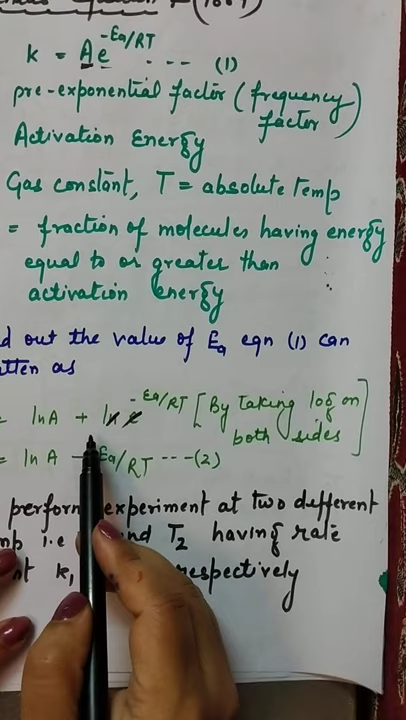 (1889)
k = Ae^-Ea/RT ---- (1)
pre-exponential factor (frequency
factor)
Activation Energy
Gas constant, T = absolute temp
= fraction of molecules having energy
equal to or greater than
activation energy
out the value of Ea eqn (1) can
as
= lnA + ln e^-Ea/RT [By taking log on
both sides]
= lnA - Ea/RT ---(2)
perform experiment at two different
i.e T2 having rate
k1 respectively